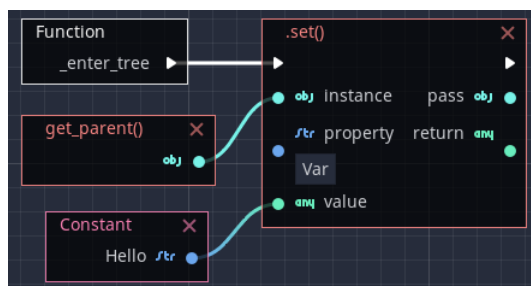 Function
_enter_tree
.set()
obj instance pass obj
Str property return any
Var
any value
get_parent()
obj
Constant
Hello Str